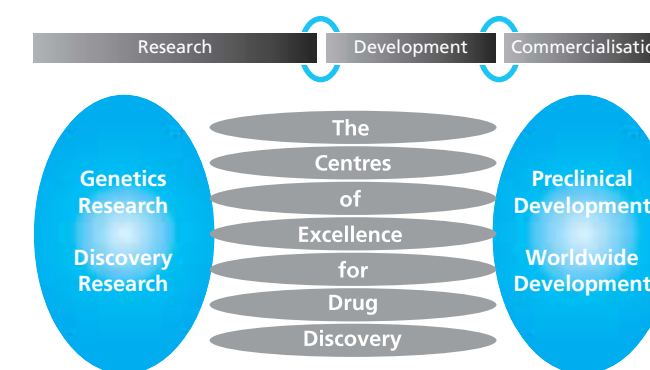 Research
Development
Commercialisatio
Genetics
Research
Discovery
Research
The
Centres
of
Excellence
for
Drug
Discovery
Preclinical
Development
Worldwide
Development